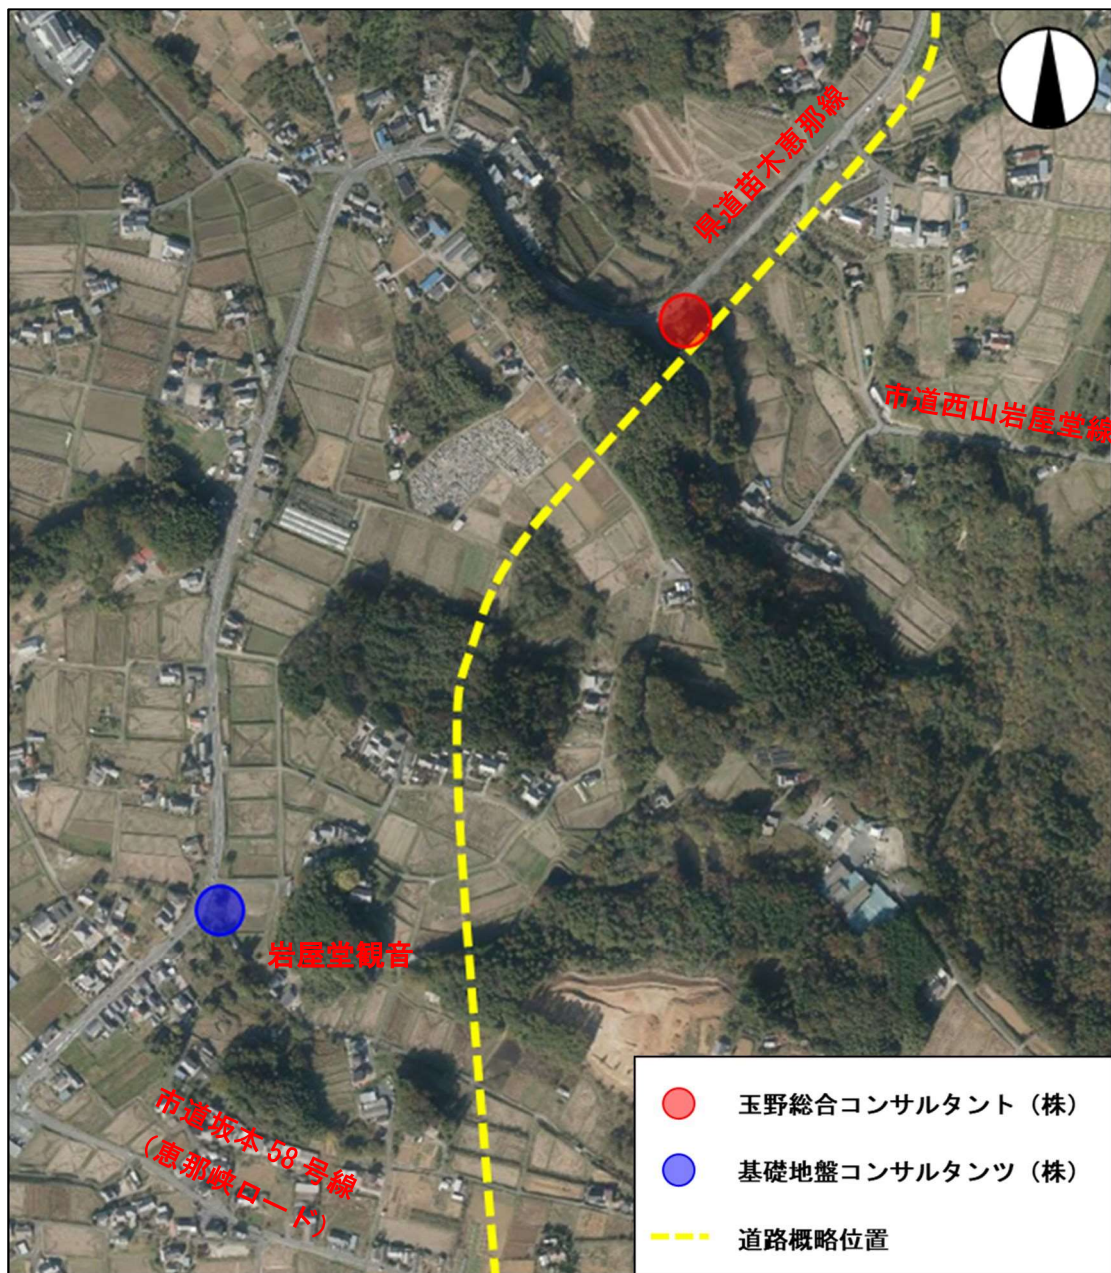 県道苗木恵那線
市道西山岩屋堂線
岩屋堂観音
市道坂本58号線
（恵那峡ロード）
玉野総合コンサルタント（株）
基礎地盤コンサルタンツ（株）
道路概略位置